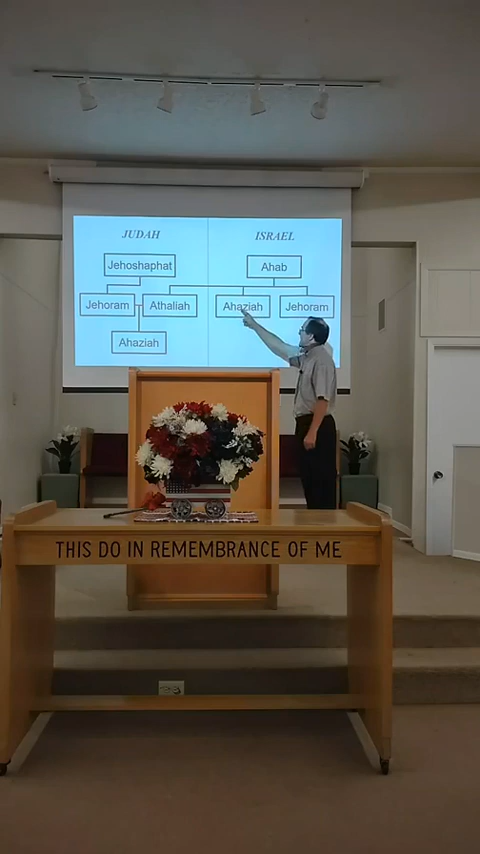 JUDAH
ISRAEL
Jehoshaphat
Ahab
Jehoram
Athaliah
Ahaziah
Jehoram
Ahaziah
THIS DO IN REMEMBRANCE OF ME